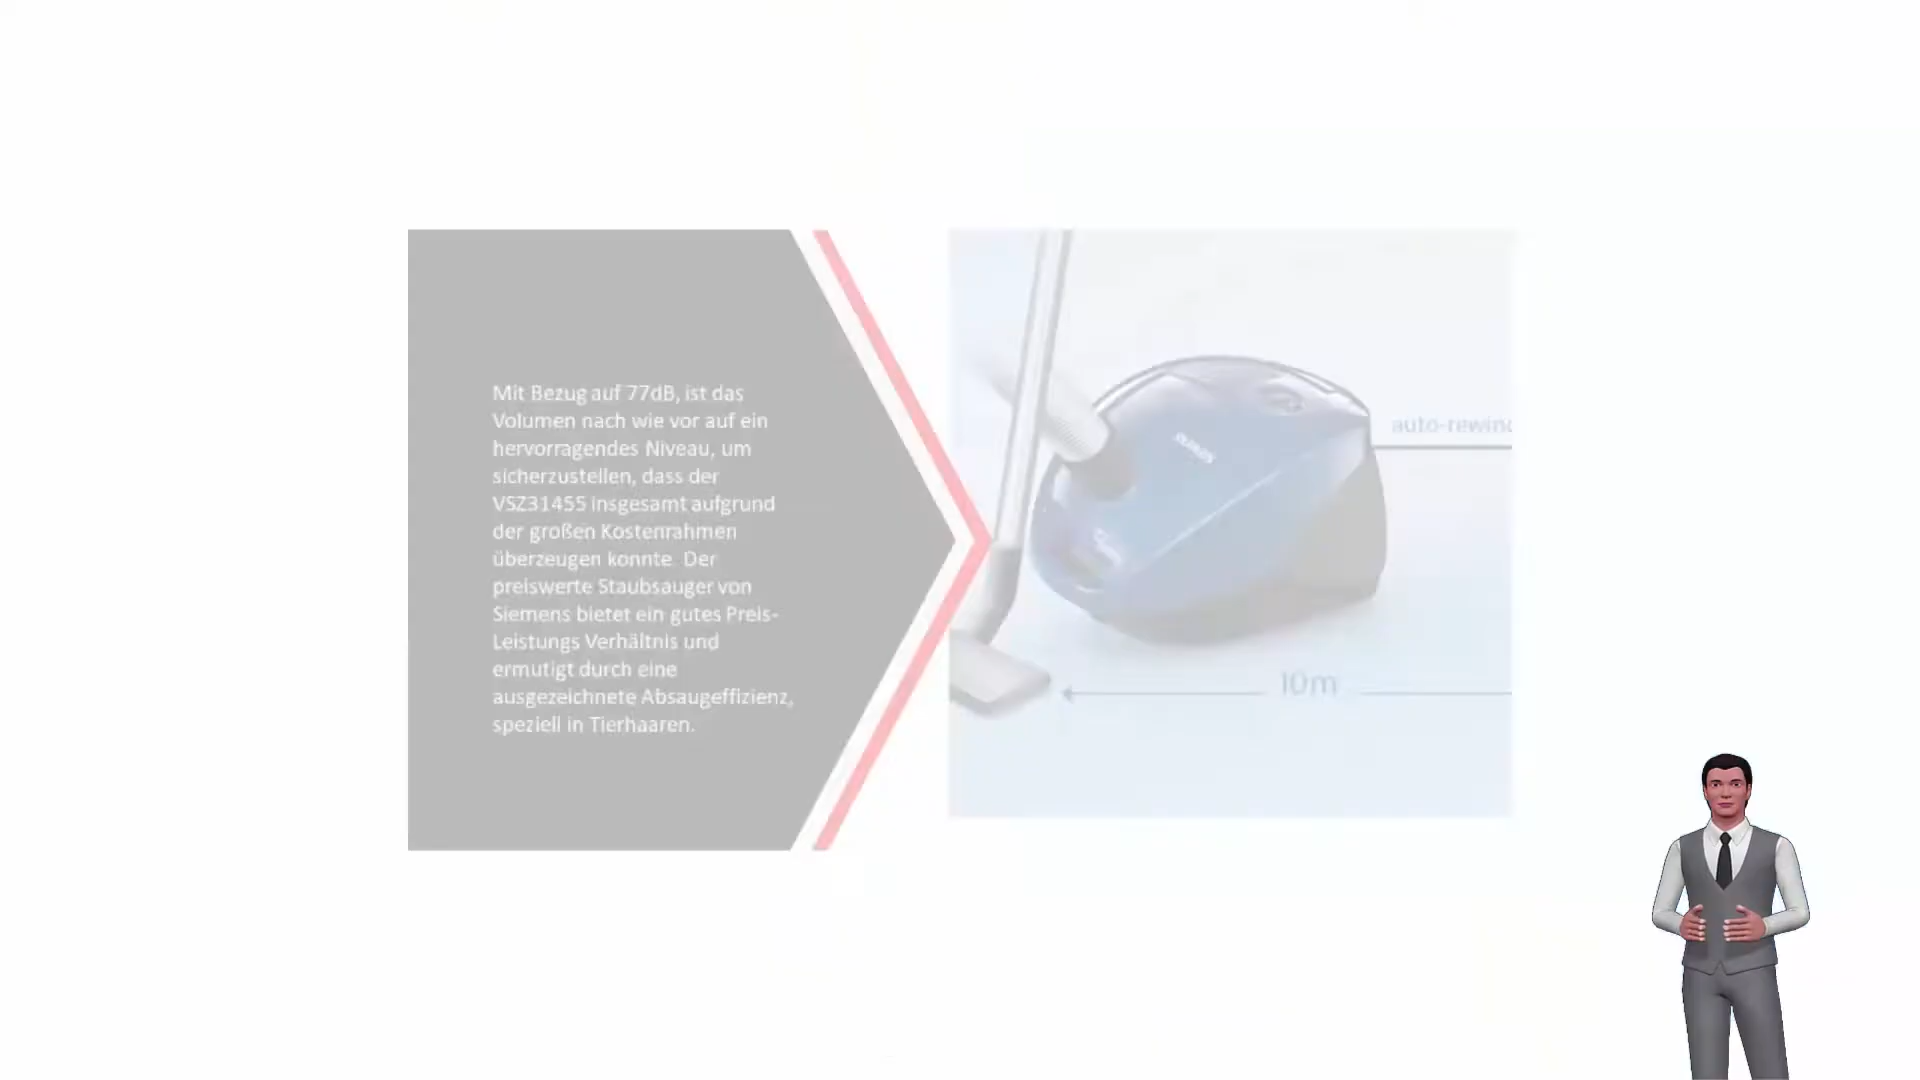 Mit Bezug auf 77dB, ist das
Volumen nach wie vor auf ein
hervorragendes Niveau, um
sicherzustellen, dass der
VSZ31455 insgesamt aufgrund
der großen Kostenrahmen
überzeugen konnte. Der
preiswerte Staubsauger von
Siemens bietet ein gutes Preis-
Leistungs Verhältnis und
ermutigt durch eine
ausgezeichnete Absaugeffizienz,
speziell in Tierhaaren.
auto-rewind
10m